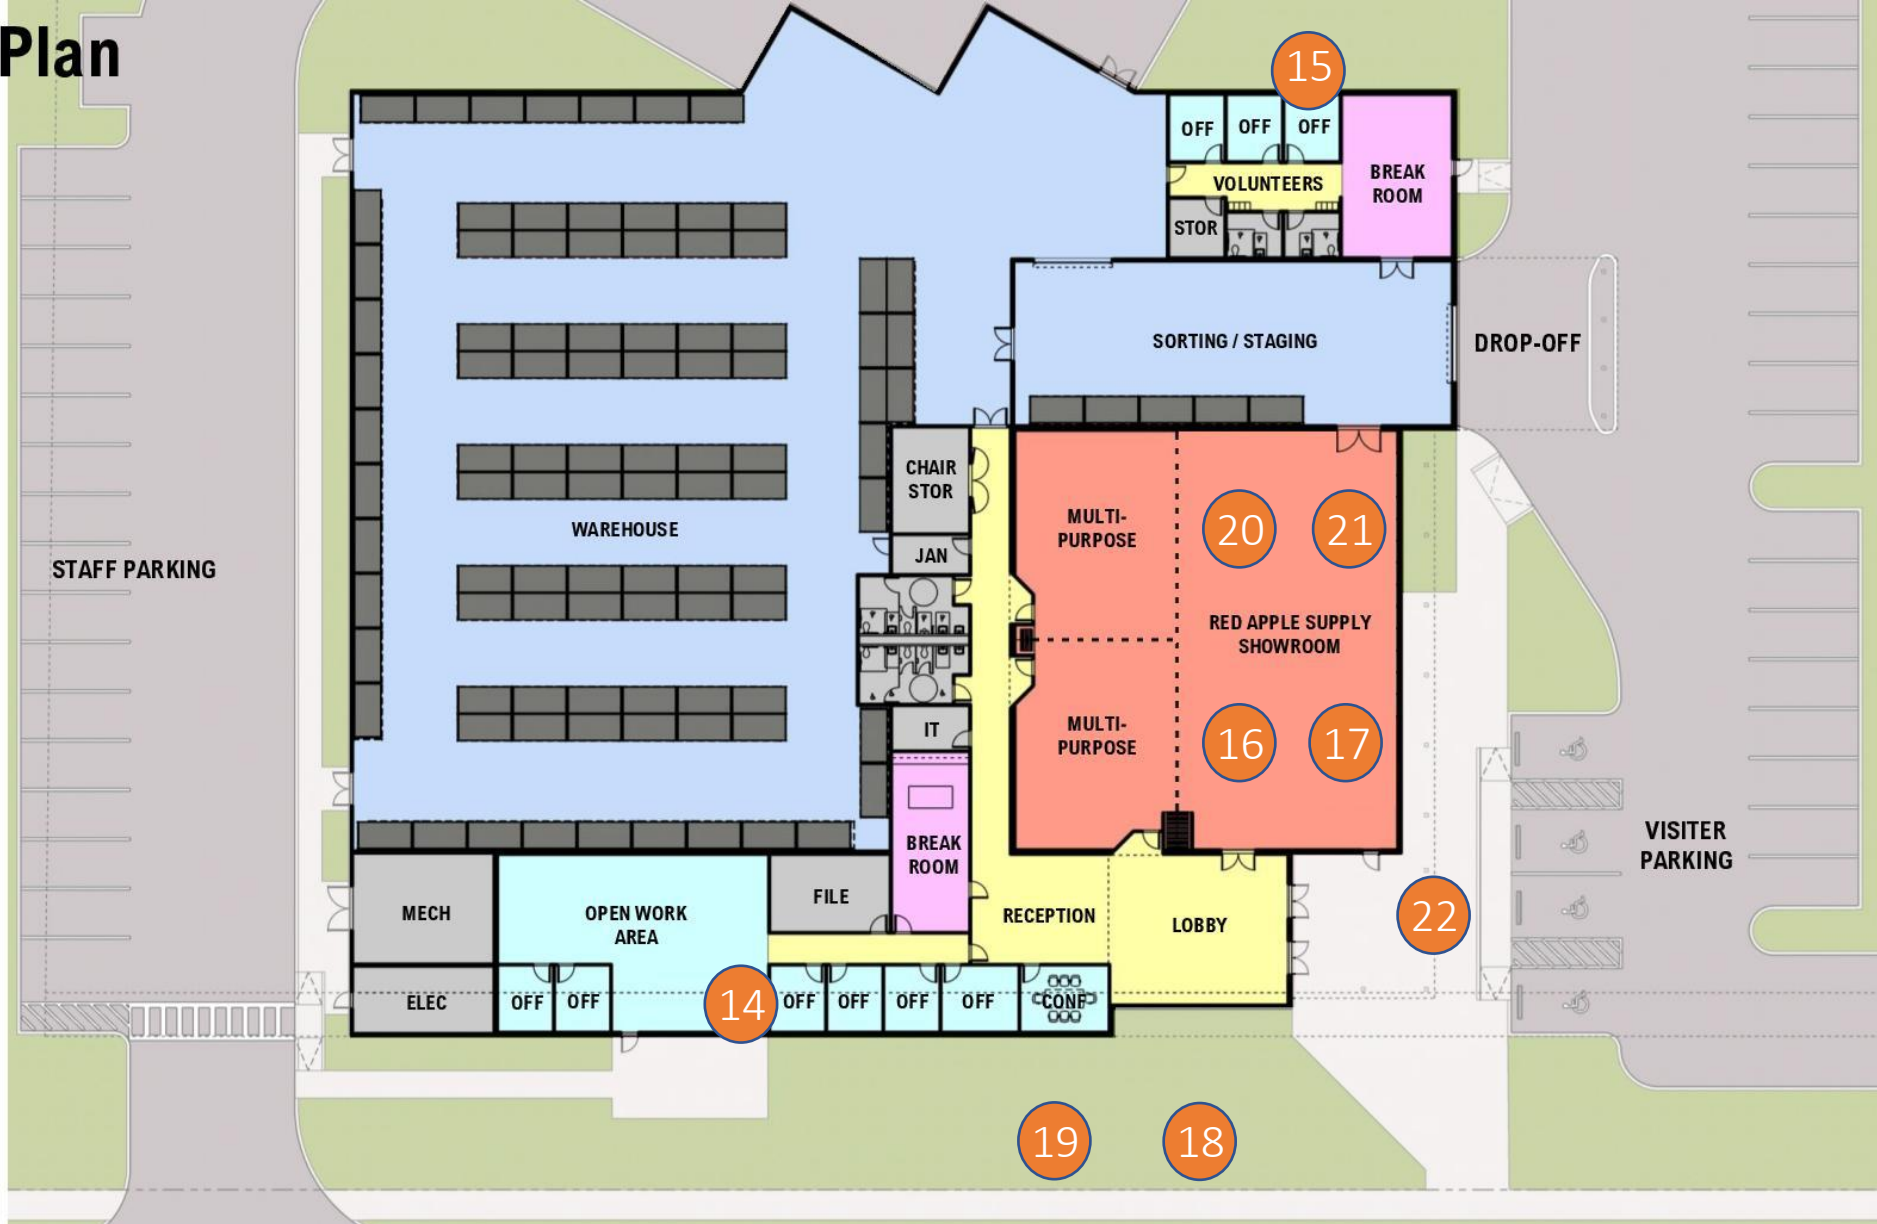 Plan
15
OFF
OFF
OFF
BREAK
ROOM
VOLUNTEERS
STOR
SORTING / STAGING
DROP-OFF
CHAIR
STOR
MULTI-
PURPOSE
20
21
WAREHOUSE
JAN
STAFF PARKING
RED APPLE SUPPLY
SHOWROOM
IT
MULTI-
PURPOSE
16
17
BREAK
ROOM
VISITER
PARKING
FILE
MECH
OPEN WORK
AREA
RECEPTION
LOBBY
22
ELEC
OFF
OFF
14
OFF
OFF
OFF
OFF
CONF
19
18